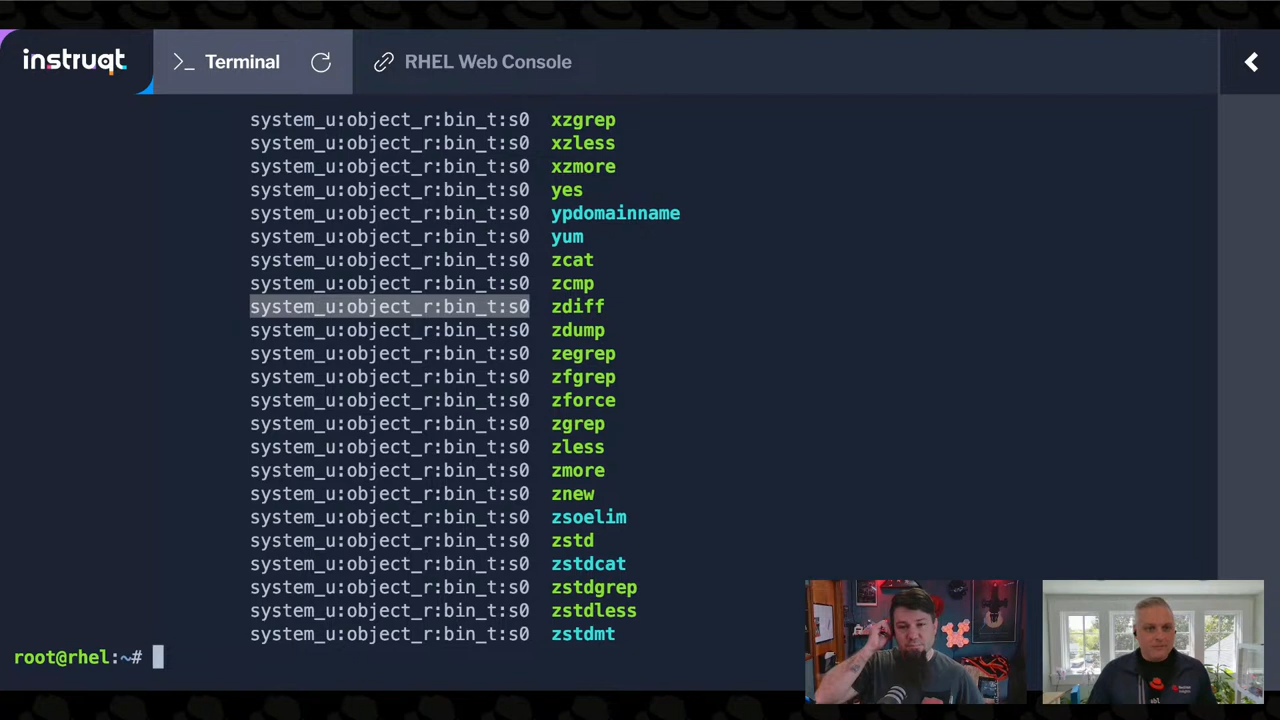 instruqt
>_ Terminal
RHEL Web Console
system_u:object_r:bin_t:s0 xzgrep
system_u:object_r:bin_t:s0 xzless
system_u:object_r:bin_t:s0 xzmore
system_u:object_r:bin_t:s0 yes
system_u:object_r:bin_t:s0 ypdomainname
system_u:object_r:bin_t:s0 yum
system_u:object_r:bin_t:s0 zcat
system_u:object_r:bin_t:s0 zcmp
system_u:object_r:bin_t:s0 zdiff
system_u:object_r:bin_t:s0 zdump
system_u:object_r:bin_t:s0 zegrep
system_u:object_r:bin_t:s0 zfgrep
system_u:object_r:bin_t:s0 zforce
system_u:object_r:bin_t:s0 zgrep
system_u:object_r:bin_t:s0 zless
system_u:object_r:bin_t:s0 zmore
system_u:object_r:bin_t:s0 znew
system_u:object_r:bin_t:s0 zsoelim
system_u:object_r:bin_t:s0 zstd
system_u:object_r:bin_t:s0 zstdcat
system_u:object_r:bin_t:s0 zstdgrep
system_u:object_r:bin_t:s0 zstdless
system_u:object_r:bin_t:s0 zstdmt
root@rhel:~#